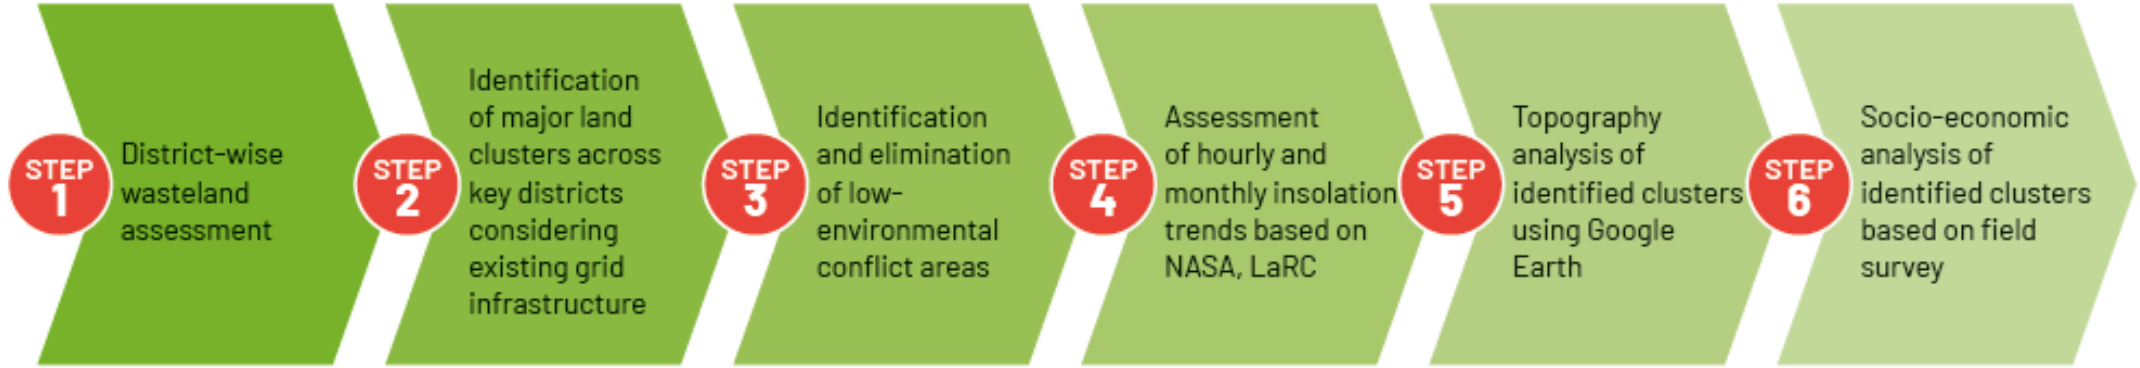 STEP
1
District-wise
wasteland
assessment
STEP
2
Identification
of major land
clusters across
key districts
considering
existing grid
infrastructure
STEP
3
Identification
and elimination
of low-
environmental
conflict areas
STEP
4
Assessment
of hourly and
monthly insolation
trends based on
NASA, LaRC
STEP
5
Topography
analysis of
identified clusters
using Google
Earth
STEP
6
Socio-economic
analysis of
identified clusters
based on field
survey